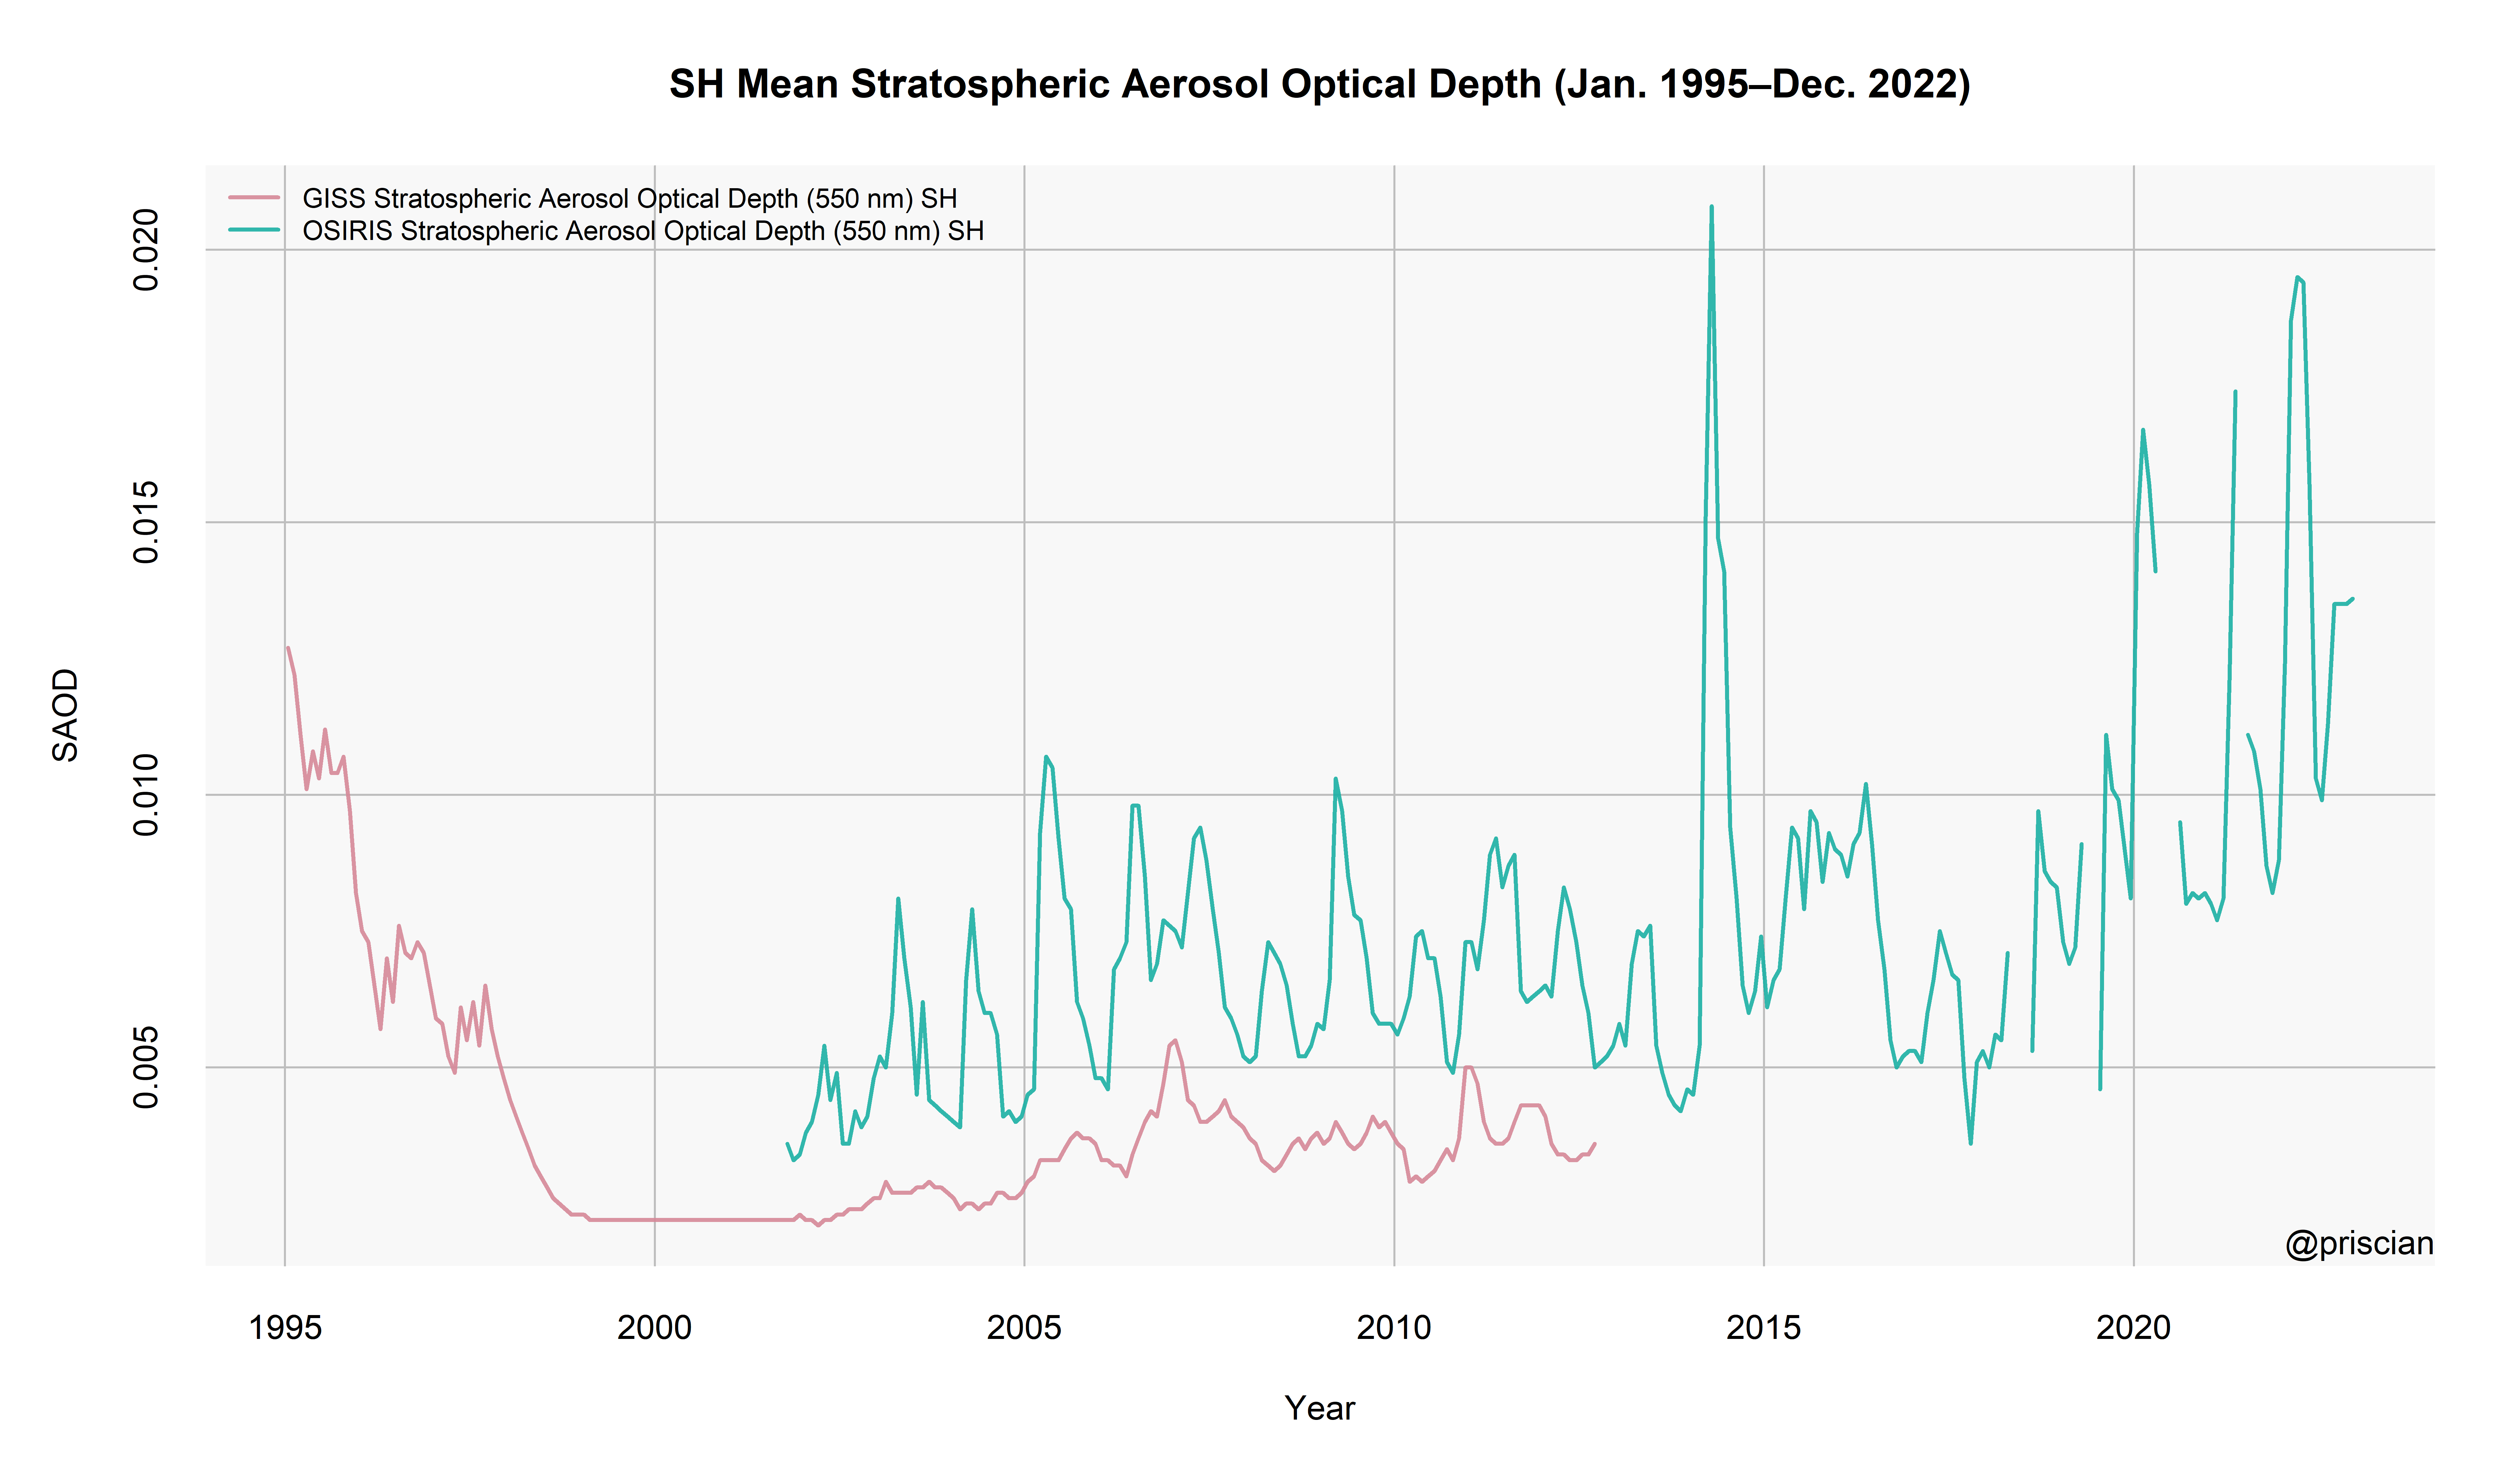 SH Mean Stratospheric Aerosol Optical Depth (Jan. 1995–Dec. 2022)
GISS Stratospheric Aerosol Optical Depth (550 nm) SH
OSIRIS Stratospheric Aerosol Optical Depth (550 nm) SH
0.020
0.015
0.010
0.005
SAOD
@priscian
1995 2000 2005 2010 2015 2020
Year